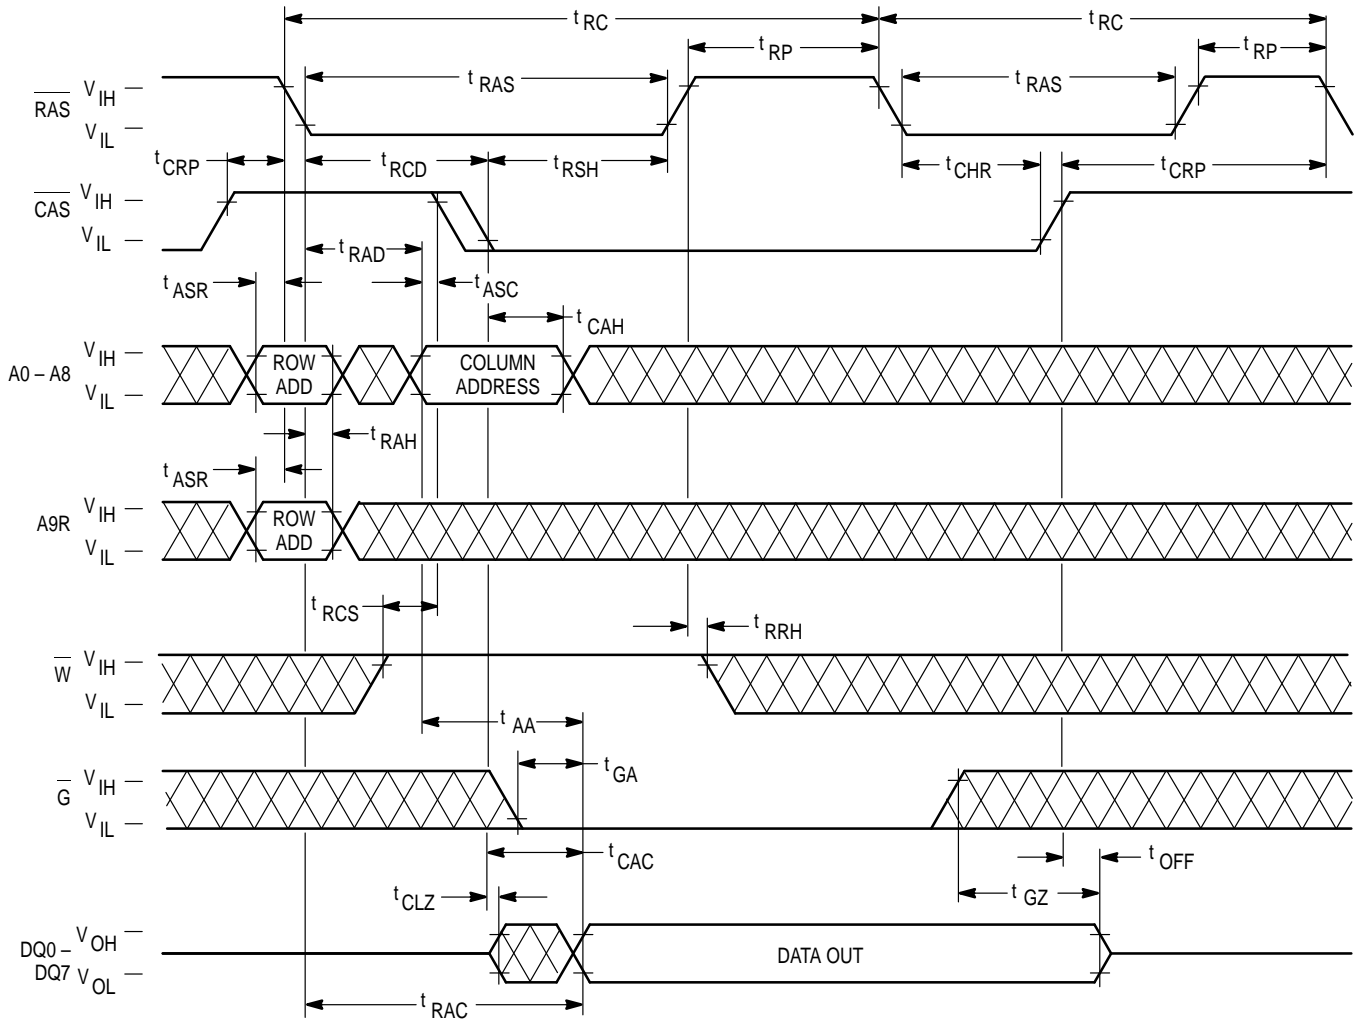 t RC t RC
t RP t RP
t RAS t RAS
RAS V IH
V IL
t CRP t RCD t RSH t CHR t CRP
CAS V IH
V IL
t RAD
t ASR t ASC
t CAH
A0 – A8 V IH ROW ADD COLUMN ADDRESS
V IL
t RAH
t ASR
A9R V IH ROW ADD
V IL
t RCS t RRH
W V IH
V IL
t AA
t GA
G V IH
V IL
t CAC t OFF
t CLZ t GZ
DQ0 – V OH
DQ7 V OL
DATA OUT
t RAC